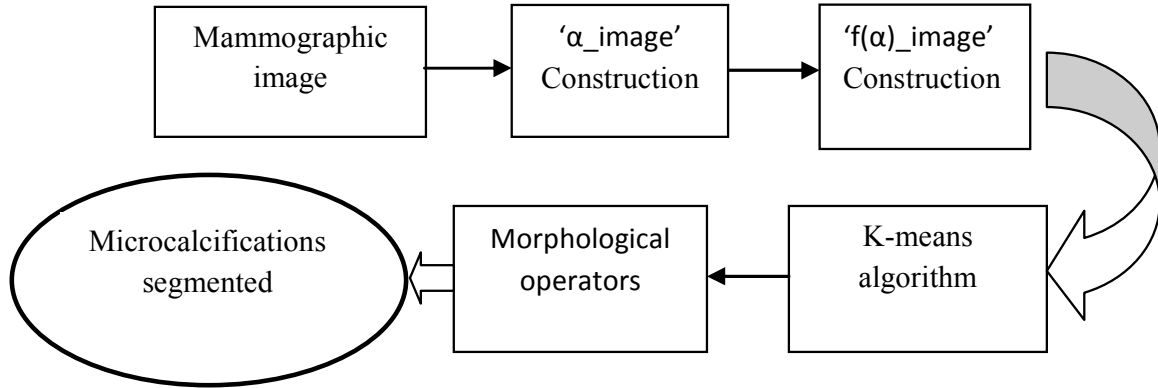 Mammographic
image
‘α_image’
Construction
‘f(α)_image’
Construction
K-means
algorithm
Morphological
operators
Microcalcifications
segmented